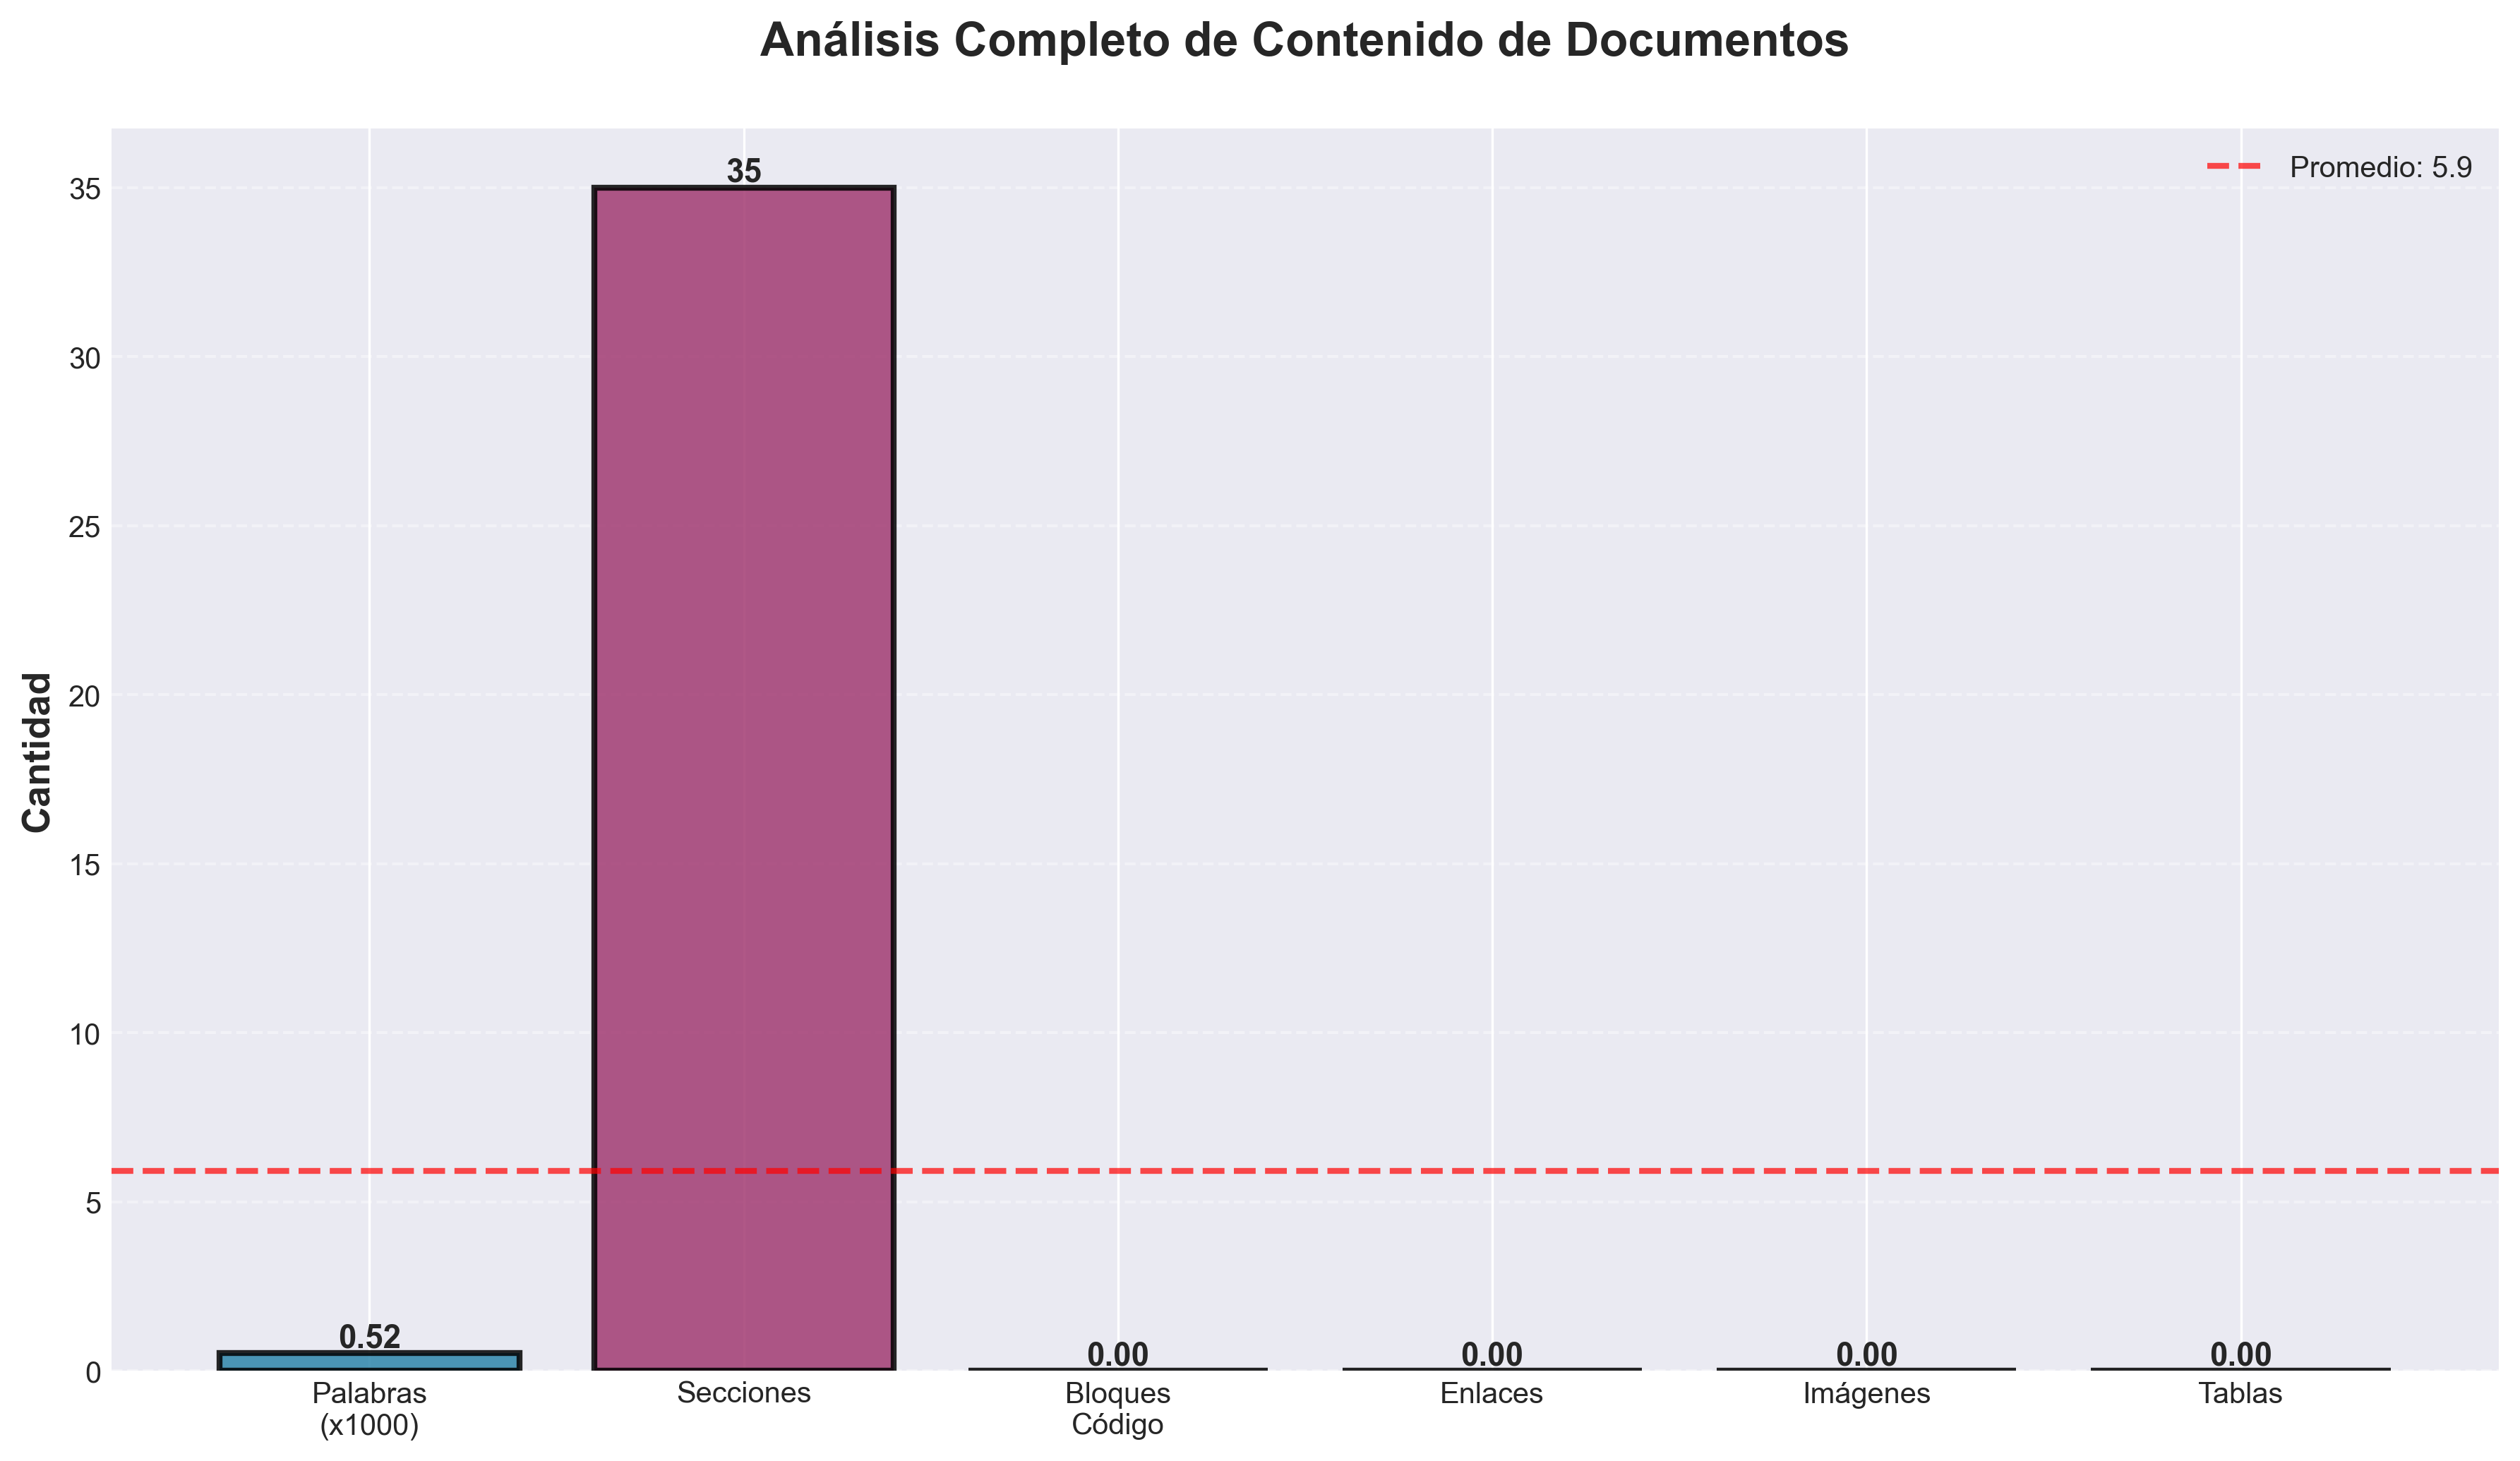 Análisis Completo de Contenido de Documentos
Promedio: 5.9
Cantidad
35
30
25
20
15
10
5
0
0.52
35
0.00
0.00
0.00
0.00
Palabras
(x1000)
Secciones
Bloques
Código
Enlaces
Imágenes
Tablas